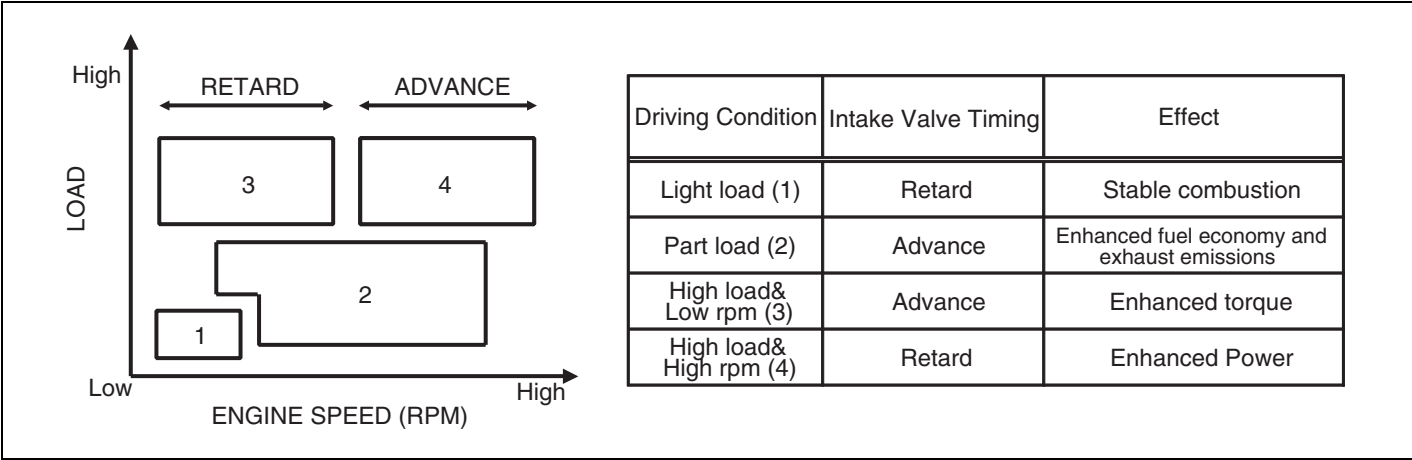 High
RETARD
ADVANCE
3
4
LOAD
2
1
Low
High
ENGINE SPEED (RPM)
Driving Condition Intake Valve Timing Effect
Light load (1) Retard Stable combustion
Part load (2) Advance Enhanced fuel economy and
exhaust emissions
High load&
Low rpm (3) Advance Enhanced torque
High load&
High rpm (4) Retard Enhanced Power